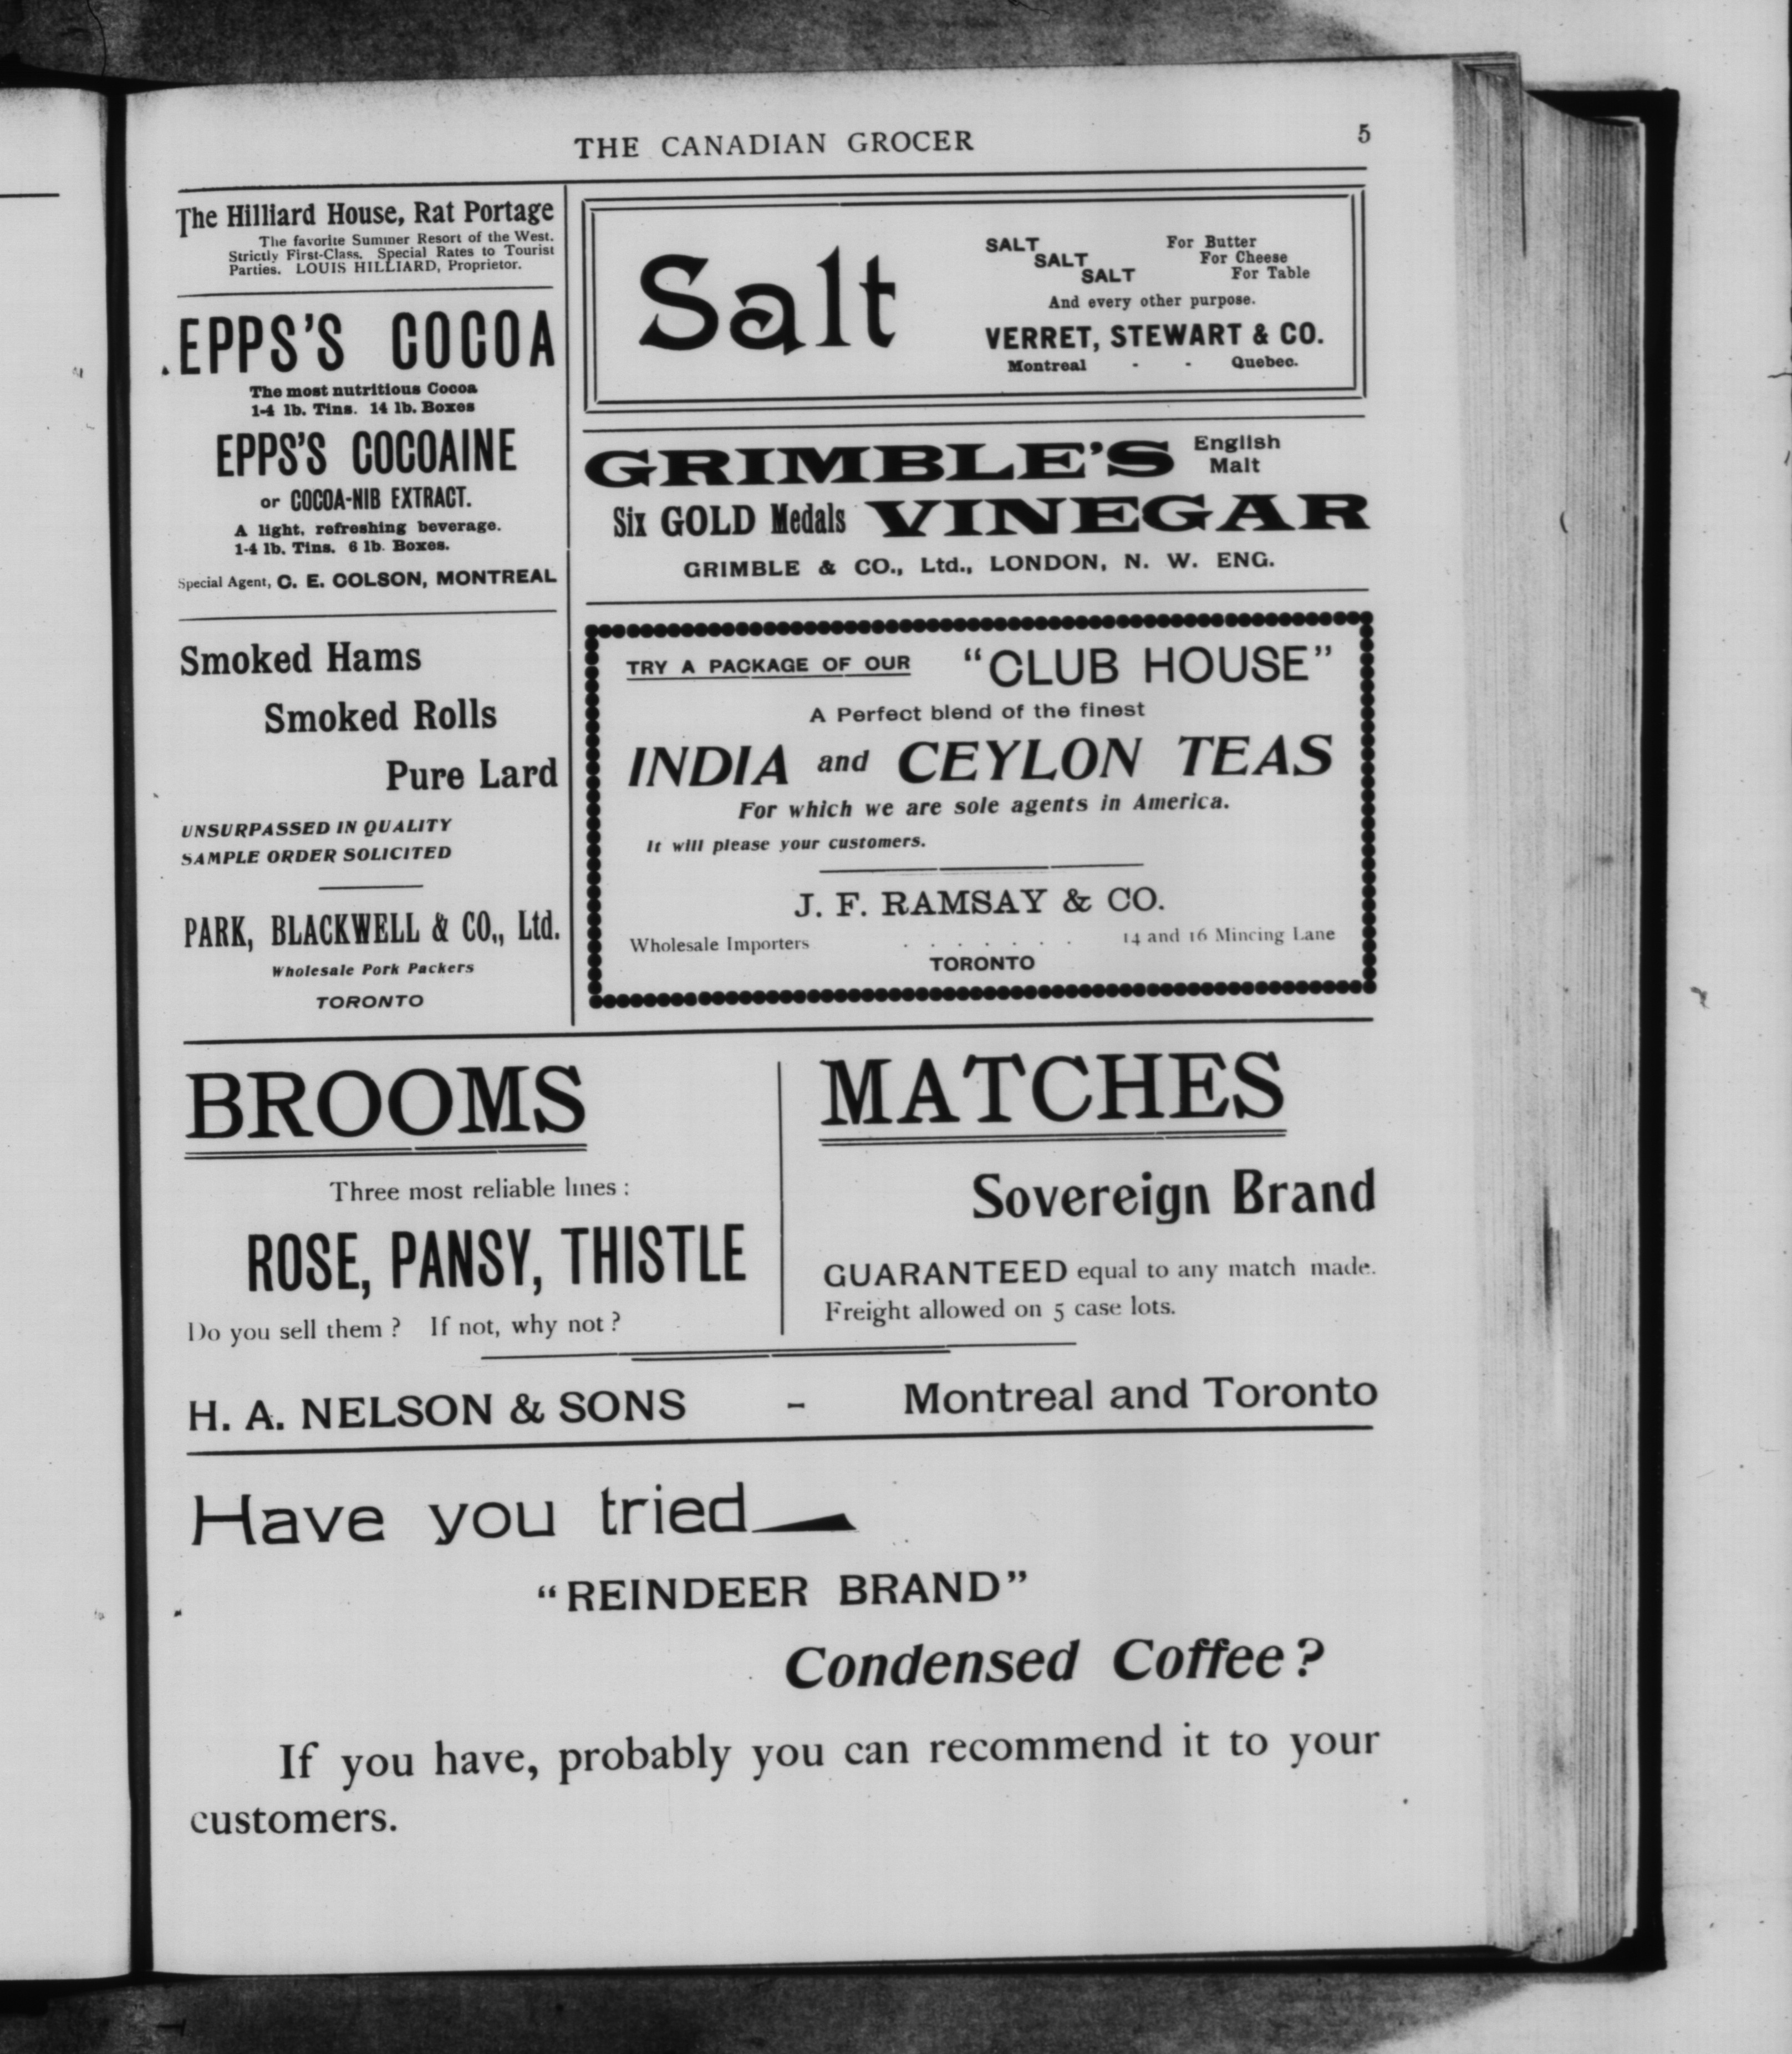 THE CANADIAN GROCER 5
The Hilliard House, Rat Portage
The favorite Summer Resort of the West.
Strictly First-Class. Special Rates to Tourist
Parties. LOUIS HILLIARD, Proprietor.
EPPS'S COCOA
The most nutritious Cocoa
1-4 lb. Tins. 14 lb. Boxes
EPPS'S COCOAINE
or COCOA-NIB EXTRACT.
A light, refreshing beverage.
1-4 lb. Tins. 6 lb. Boxes.
Special Agent, C. E. COLSON, MONTREAL
Smoked Hams
Smoked Rolls
Pure Lard
UNSURPASSED IN QUALITY
SAMPLE ORDER SOLICITED
PARK, BLACKWELL & CO., Ltd.
Wholesale Pork Packers
TORONTO
Salt
SALT For Butter
SALT For Cheese
SALT For Table
And every other purpose.
VERRET, STEWART & CO.
Montreal - - Quebec.
GRIMBLE'S English
Malt
Six GOLD Medals VINEGAR
GRIMBLE & CO., Ltd., LONDON, N. W. ENG.
TRY A PACKAGE OF OUR "CLUB HOUSE"
A Perfect blend of the finest
INDIA and CEYLON TEAS
For which we are sole agents in America.
It will please your customers.
J. F. RAMSAY & CO.
Wholesale Importers . . . . . . . 14 and 16 Mincing Lane
TORONTO
BROOMS
Three most reliable lines :
ROSE, PANSY, THISTLE
Do you sell them ? If not, why not ?
MATCHES
Sovereign Brand
GUARANTEED equal to any match made.
Freight allowed on 5 case lots.
H. A. NELSON & SONS - Montreal and Toronto
Have you tried
"REINDEER BRAND"
Condensed Coffee?
If you have, probably you can recommend it to your
customers.